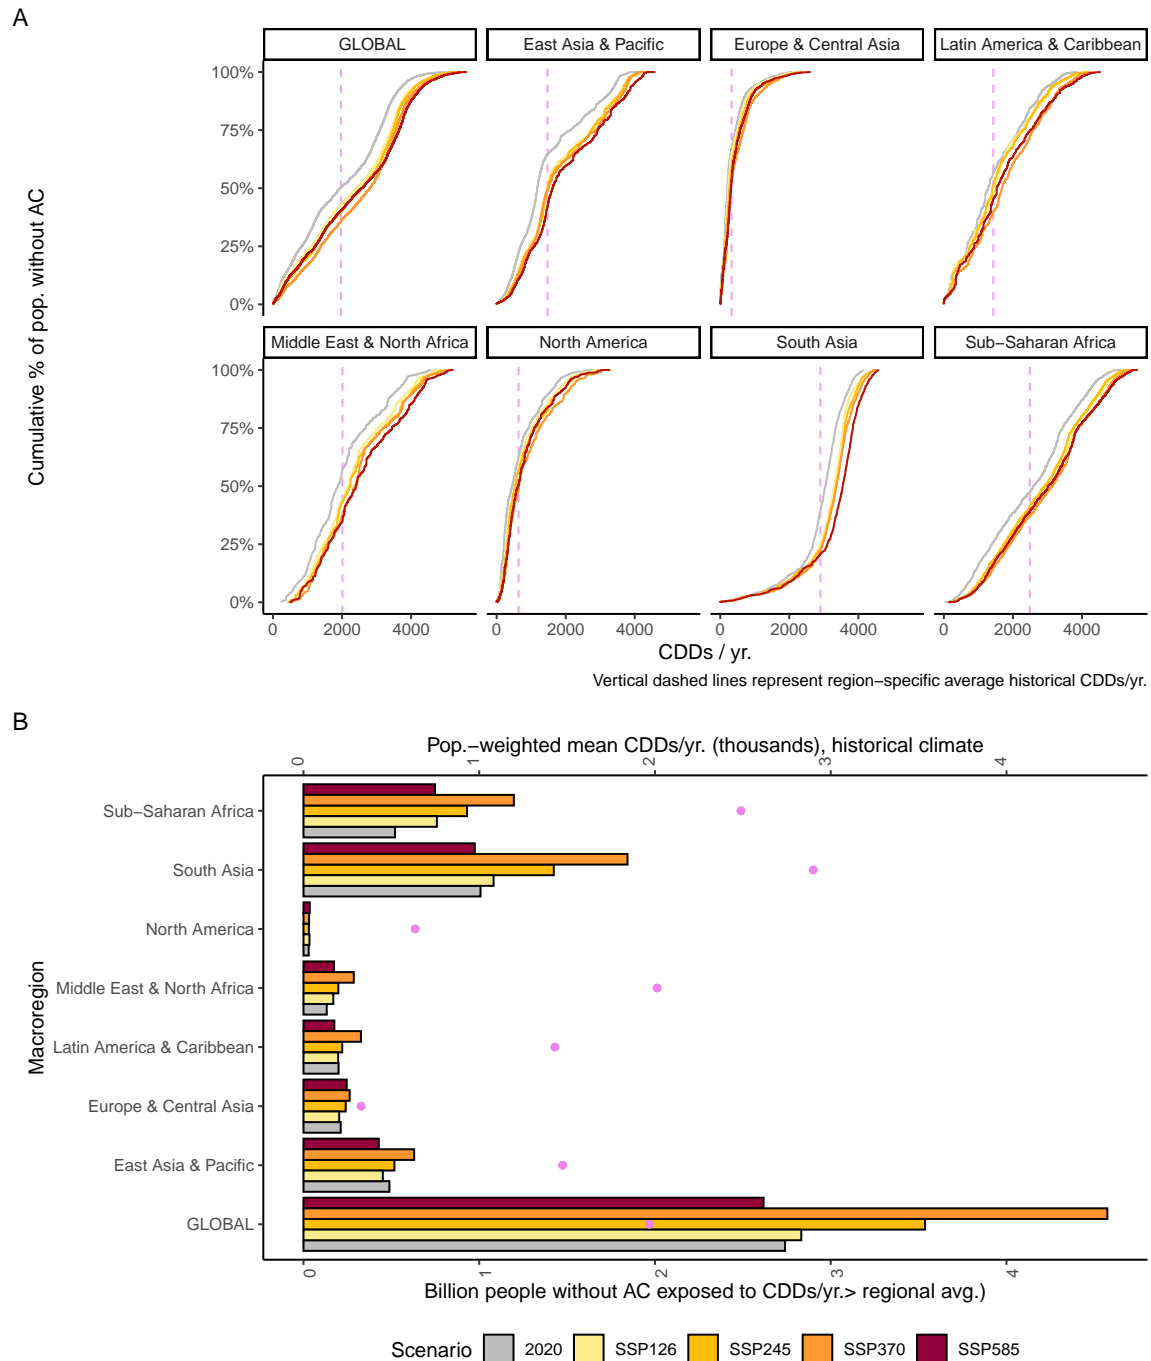 A
GLOBAL
East Asia & Pacific
Europe & Central Asia
Latin America & Caribbean
100%
75%
50%
25%
0%
Cumulative % of pop. without AC
Middle East & North Africa
North America
South Asia
Sub−Saharan Africa
100%
75%
50%
25%
0%
0 2000 4000 0 2000 4000 0 2000 4000 0 2000 4000
CDDs / yr.
Vertical dashed lines represent region−specific average historical CDDs/yr.
B
Pop.−weighted mean CDDs/yr. (thousands), historical climate
0 1 2 3 4
Macroregion
Sub−Saharan Africa
South Asia
North America
Middle East & North Africa
Latin America & Caribbean
Europe & Central Asia
East Asia & Pacific
GLOBAL
0 1 2 3 4
Billion people without AC exposed to CDDs/yr.> regional avg.)
Scenario 2020 SSP126 SSP245 SSP370 SSP585